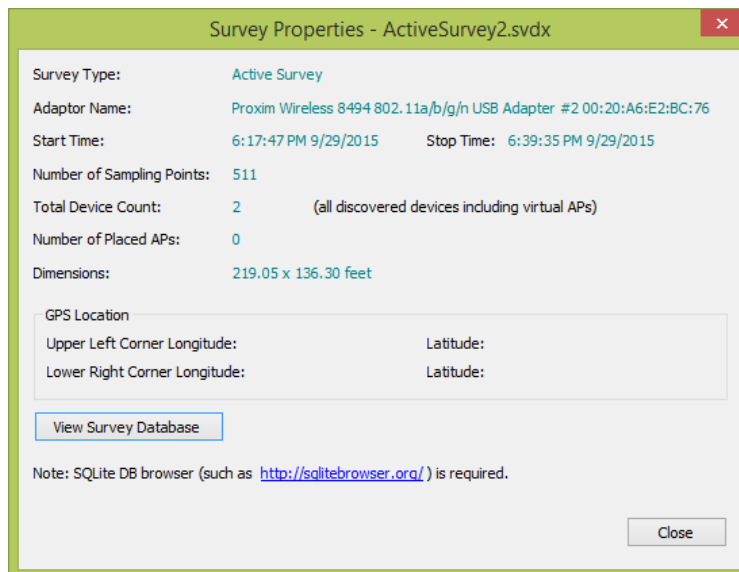 Survey Properties - ActiveSurvey2.svdx
Survey Type: Active Survey
Adaptor Name: Proxim Wireless 8494 802.11a/b/g/n USB Adapter #2 00:20:A6:E2:BC:76
Start Time: 6:17:47 PM 9/29/2015 Stop Time: 6:39:35 PM 9/29/2015
Number of Sampling Points: 511
Total Device Count: 2 (all discovered devices including virtual APs)
Number of Placed APs: 0
Dimensions: 219.05 x 136.30 feet
GPS Location
Upper Left Corner Longitude: Latitude:
Lower Right Corner Longitude: Latitude:
View Survey Database
Note: SQLite DB browser (such as http://sqlitebrowser.org/ ) is required.
Close